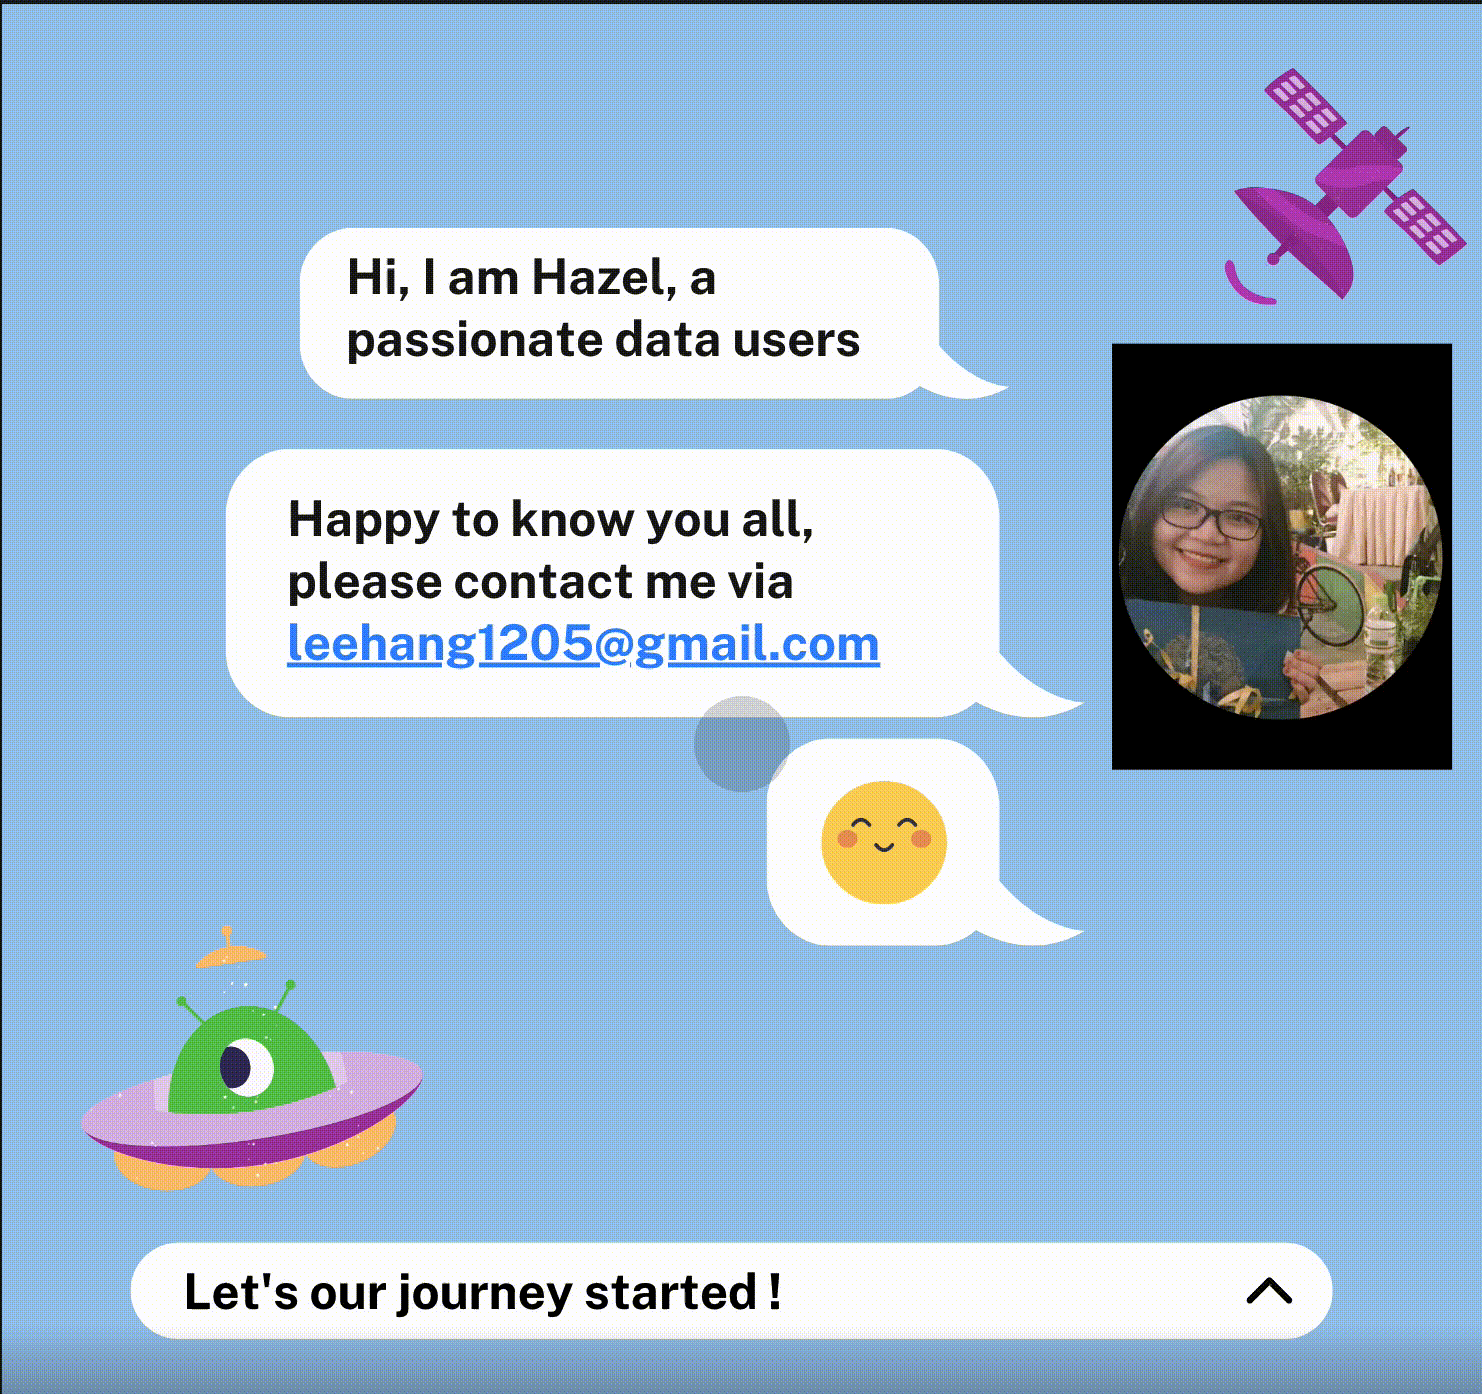 Hi, I am Hazel, a
passionate data users
Happy to know you all,
please contact me via
leehang1205@gmail.com
Let's our journey started !